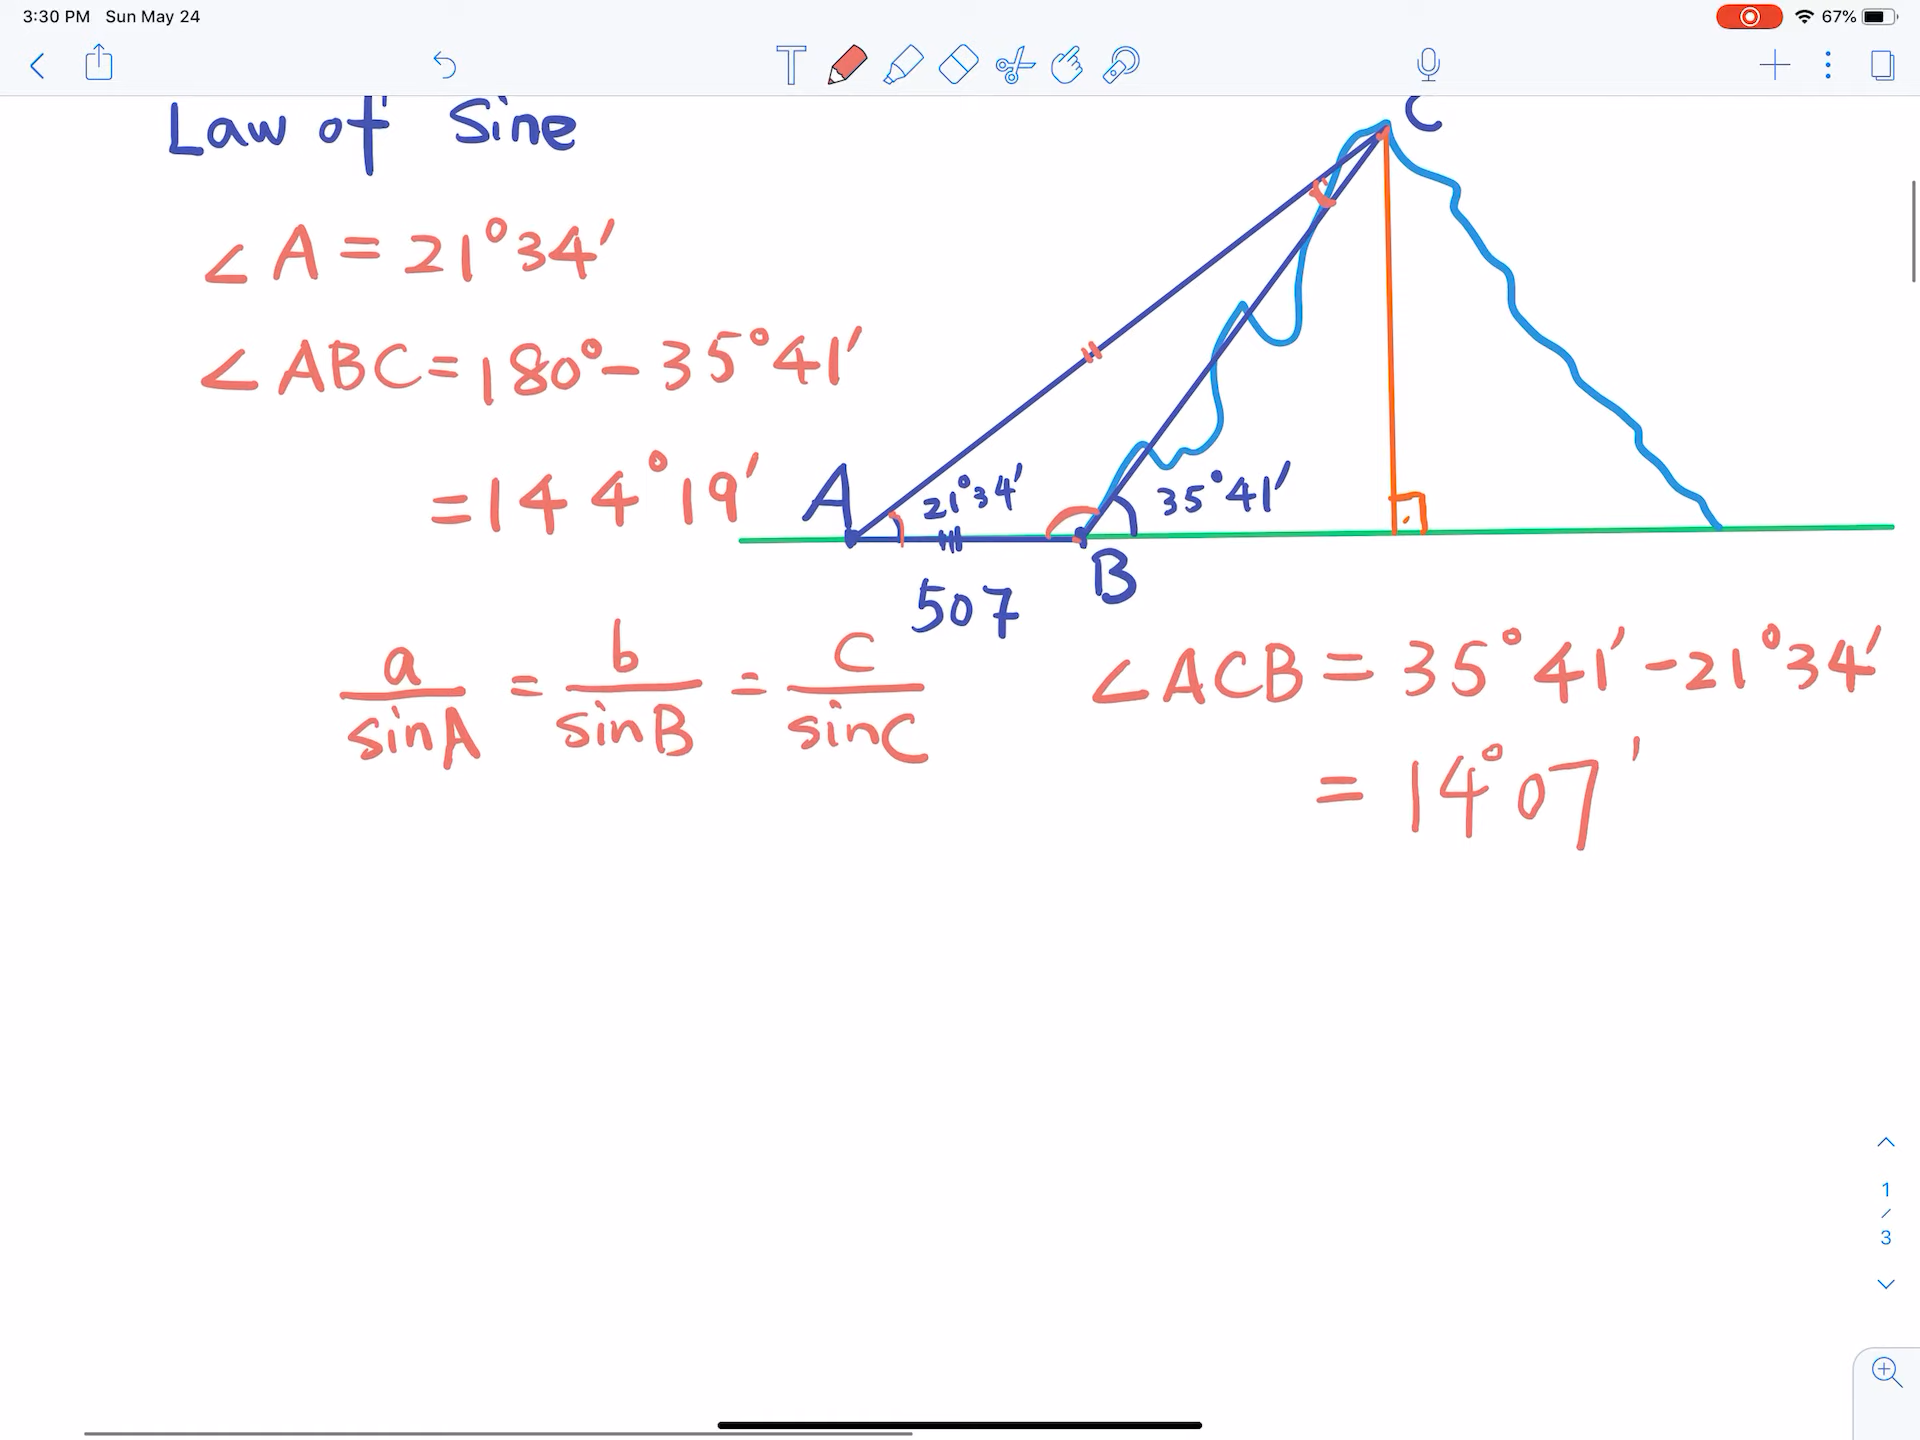 3:30 PM Sun May 24
67%
T
Law of Sine
C
∠A = 21°34'
∠ABC = 180° - 35°41'
= 144°19'
A
21°34'
35°41'
B
507
a/sinA = b/sinB = c/sinC
∠ACB = 35°41' - 21°34'
= 14°07'
1
/
3